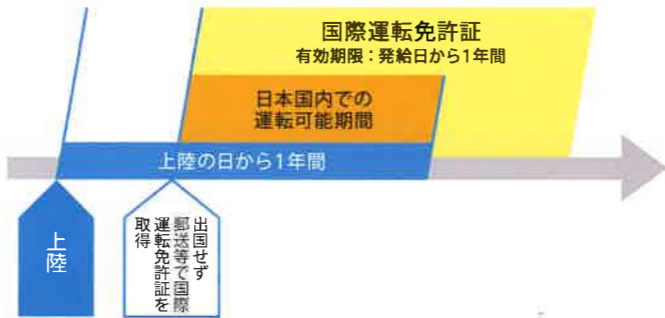 国際運転免許証
有効期限：発給日から1年間
日本国内での
運転可能期間
上陸の日から1年間
上陸
出国せず
郵送等で国際
運転免許証を
取得